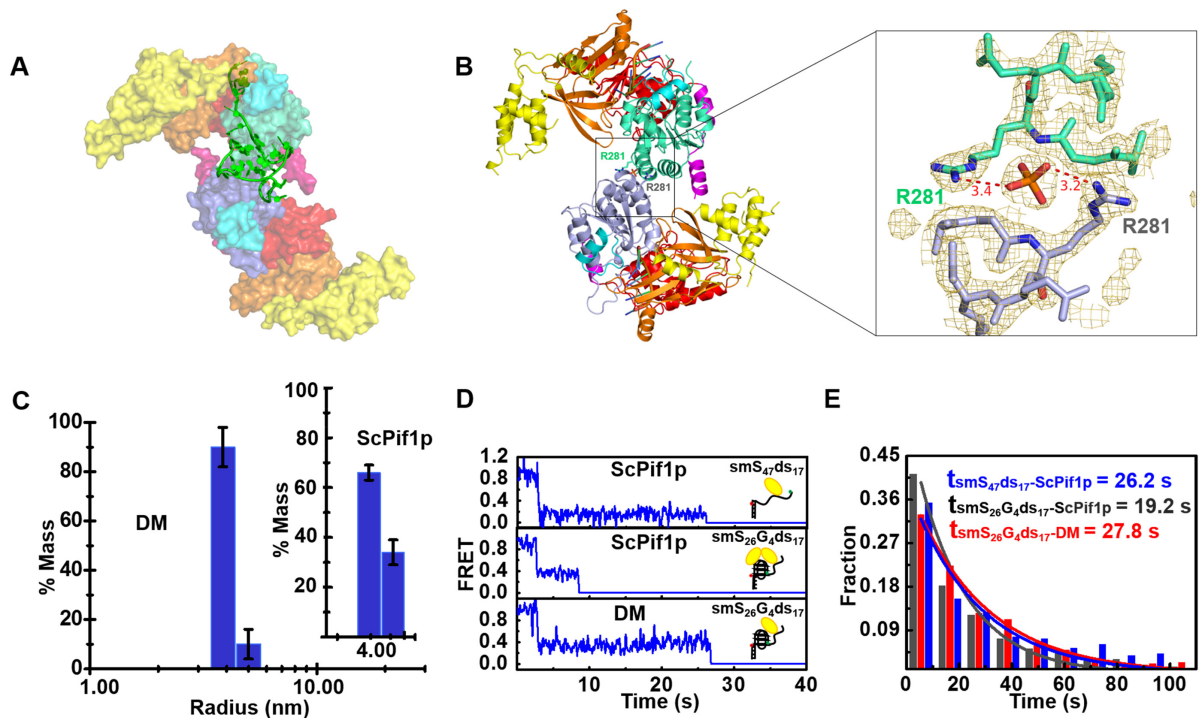 A
B
R281
R281
R281
3.4
3.2
R281
C
% Mass
100
90
80
60
40
20
10
0
DM
1.00
10.00
Radius (nm)
% Mass
100
80
60
40
20
ScPif1p
4.00
D
FRET
1.2
0.8
0.4
0.0
ScPif1p
smS47ds17
0.8
0.4
0.0
ScPif1p
smS26G4ds17
0.8
0.4
0.0
DM
smS26G4ds17
10
20
30
40
Time (s)
E
Fraction
0.45
0.36
0.27
0.18
0.09
tsmS47ds17-ScPif1p = 26.2 s
tsmS26G4ds17-ScPif1p = 19.2 s
tsmS26G4ds17-DM = 27.8 s
0
20
40
60
80
100
Time (s)